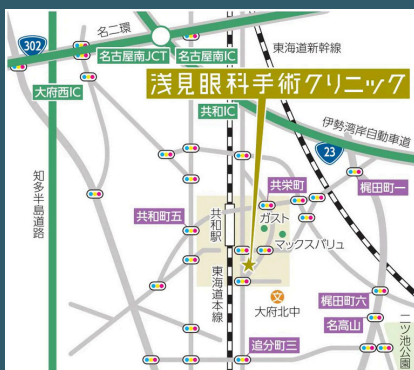 名二環
302
名古屋南JCT
名古屋南IC
東海道新幹線
大府西IC
浅見眼科手術クリニック
共和IC
伊勢湾岸自動車道
23
知多半島道路
共栄町
梶田町一
共和町五
共和駅
ガスト
マックスバリュ
東海道本線
文
大府北中
梶田町六
名高山
追分町三
二ツ池公園